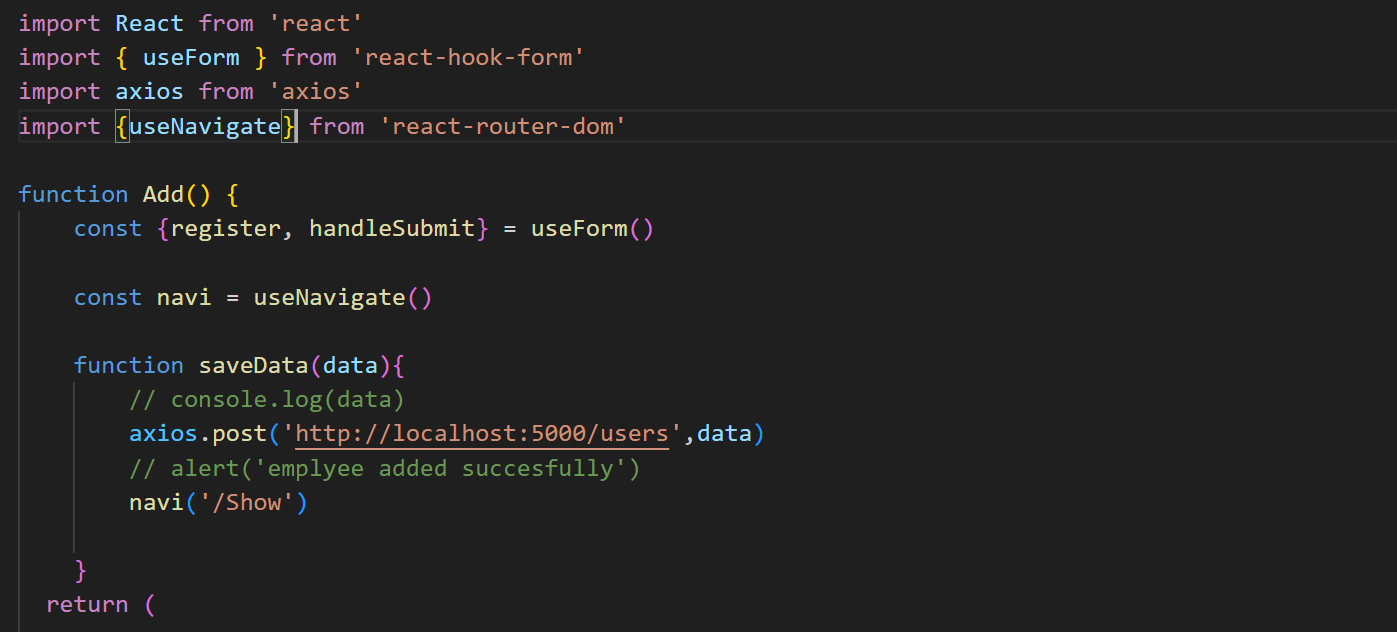 import React from 'react'
import { useForm } from 'react-hook-form'
import axios from 'axios'
import {useNavigate} from 'react-router-dom'
function Add() {
const {register, handleSubmit} = useForm()
const navi = useNavigate()
function saveData(data){
// console.log(data)
axios.post('http://localhost:5000/users',data)
// alert('emplyee added succesfully')
navi('/Show')
}
return (